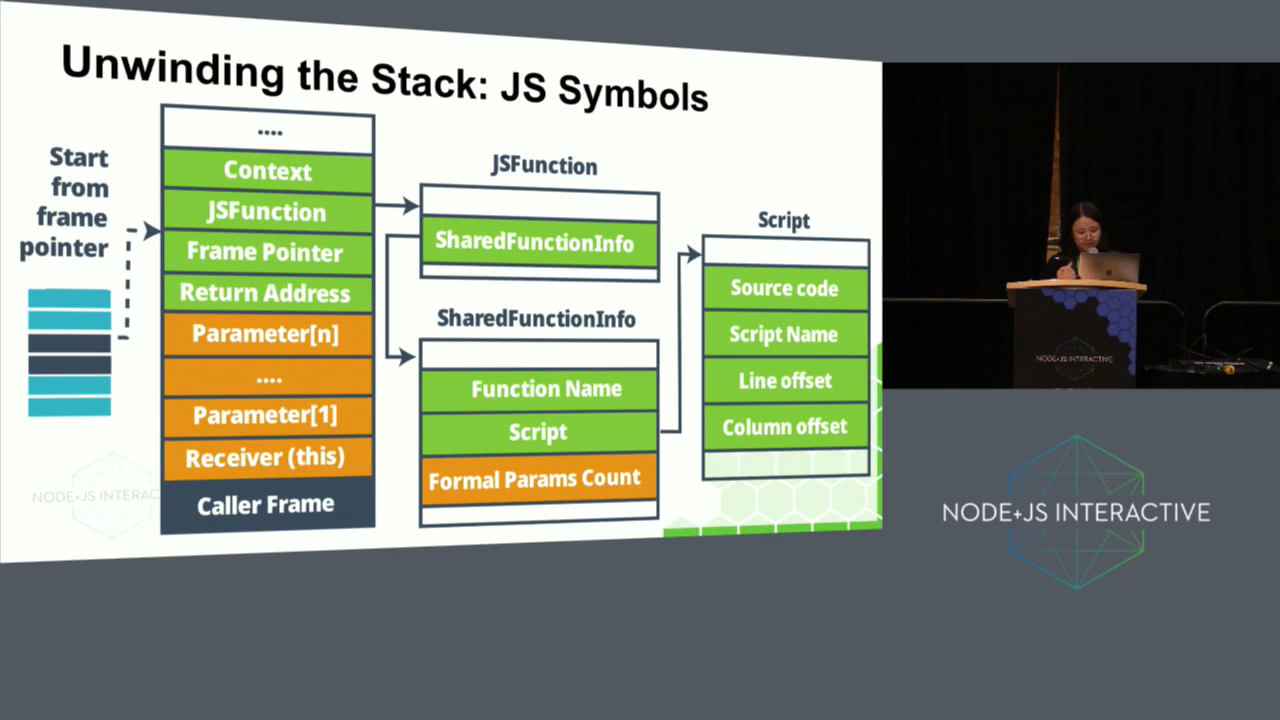 Unwinding the Stack: JS Symbols
Start
from
frame
pointer
....
Context
JSFunction
Frame Pointer
Return Address
Parameter[n]
....
Parameter[1]
Receiver (this)
Caller Frame
JSFunction
SharedFunctionInfo
SharedFunctionInfo
Function Name
Script
Formal Params Count
Script
Source code
Script Name
Line offset
Column offset
NODE+JS INTERAC
NODE+JS INTERACTIVE
NODE+JS INTERACTIVE